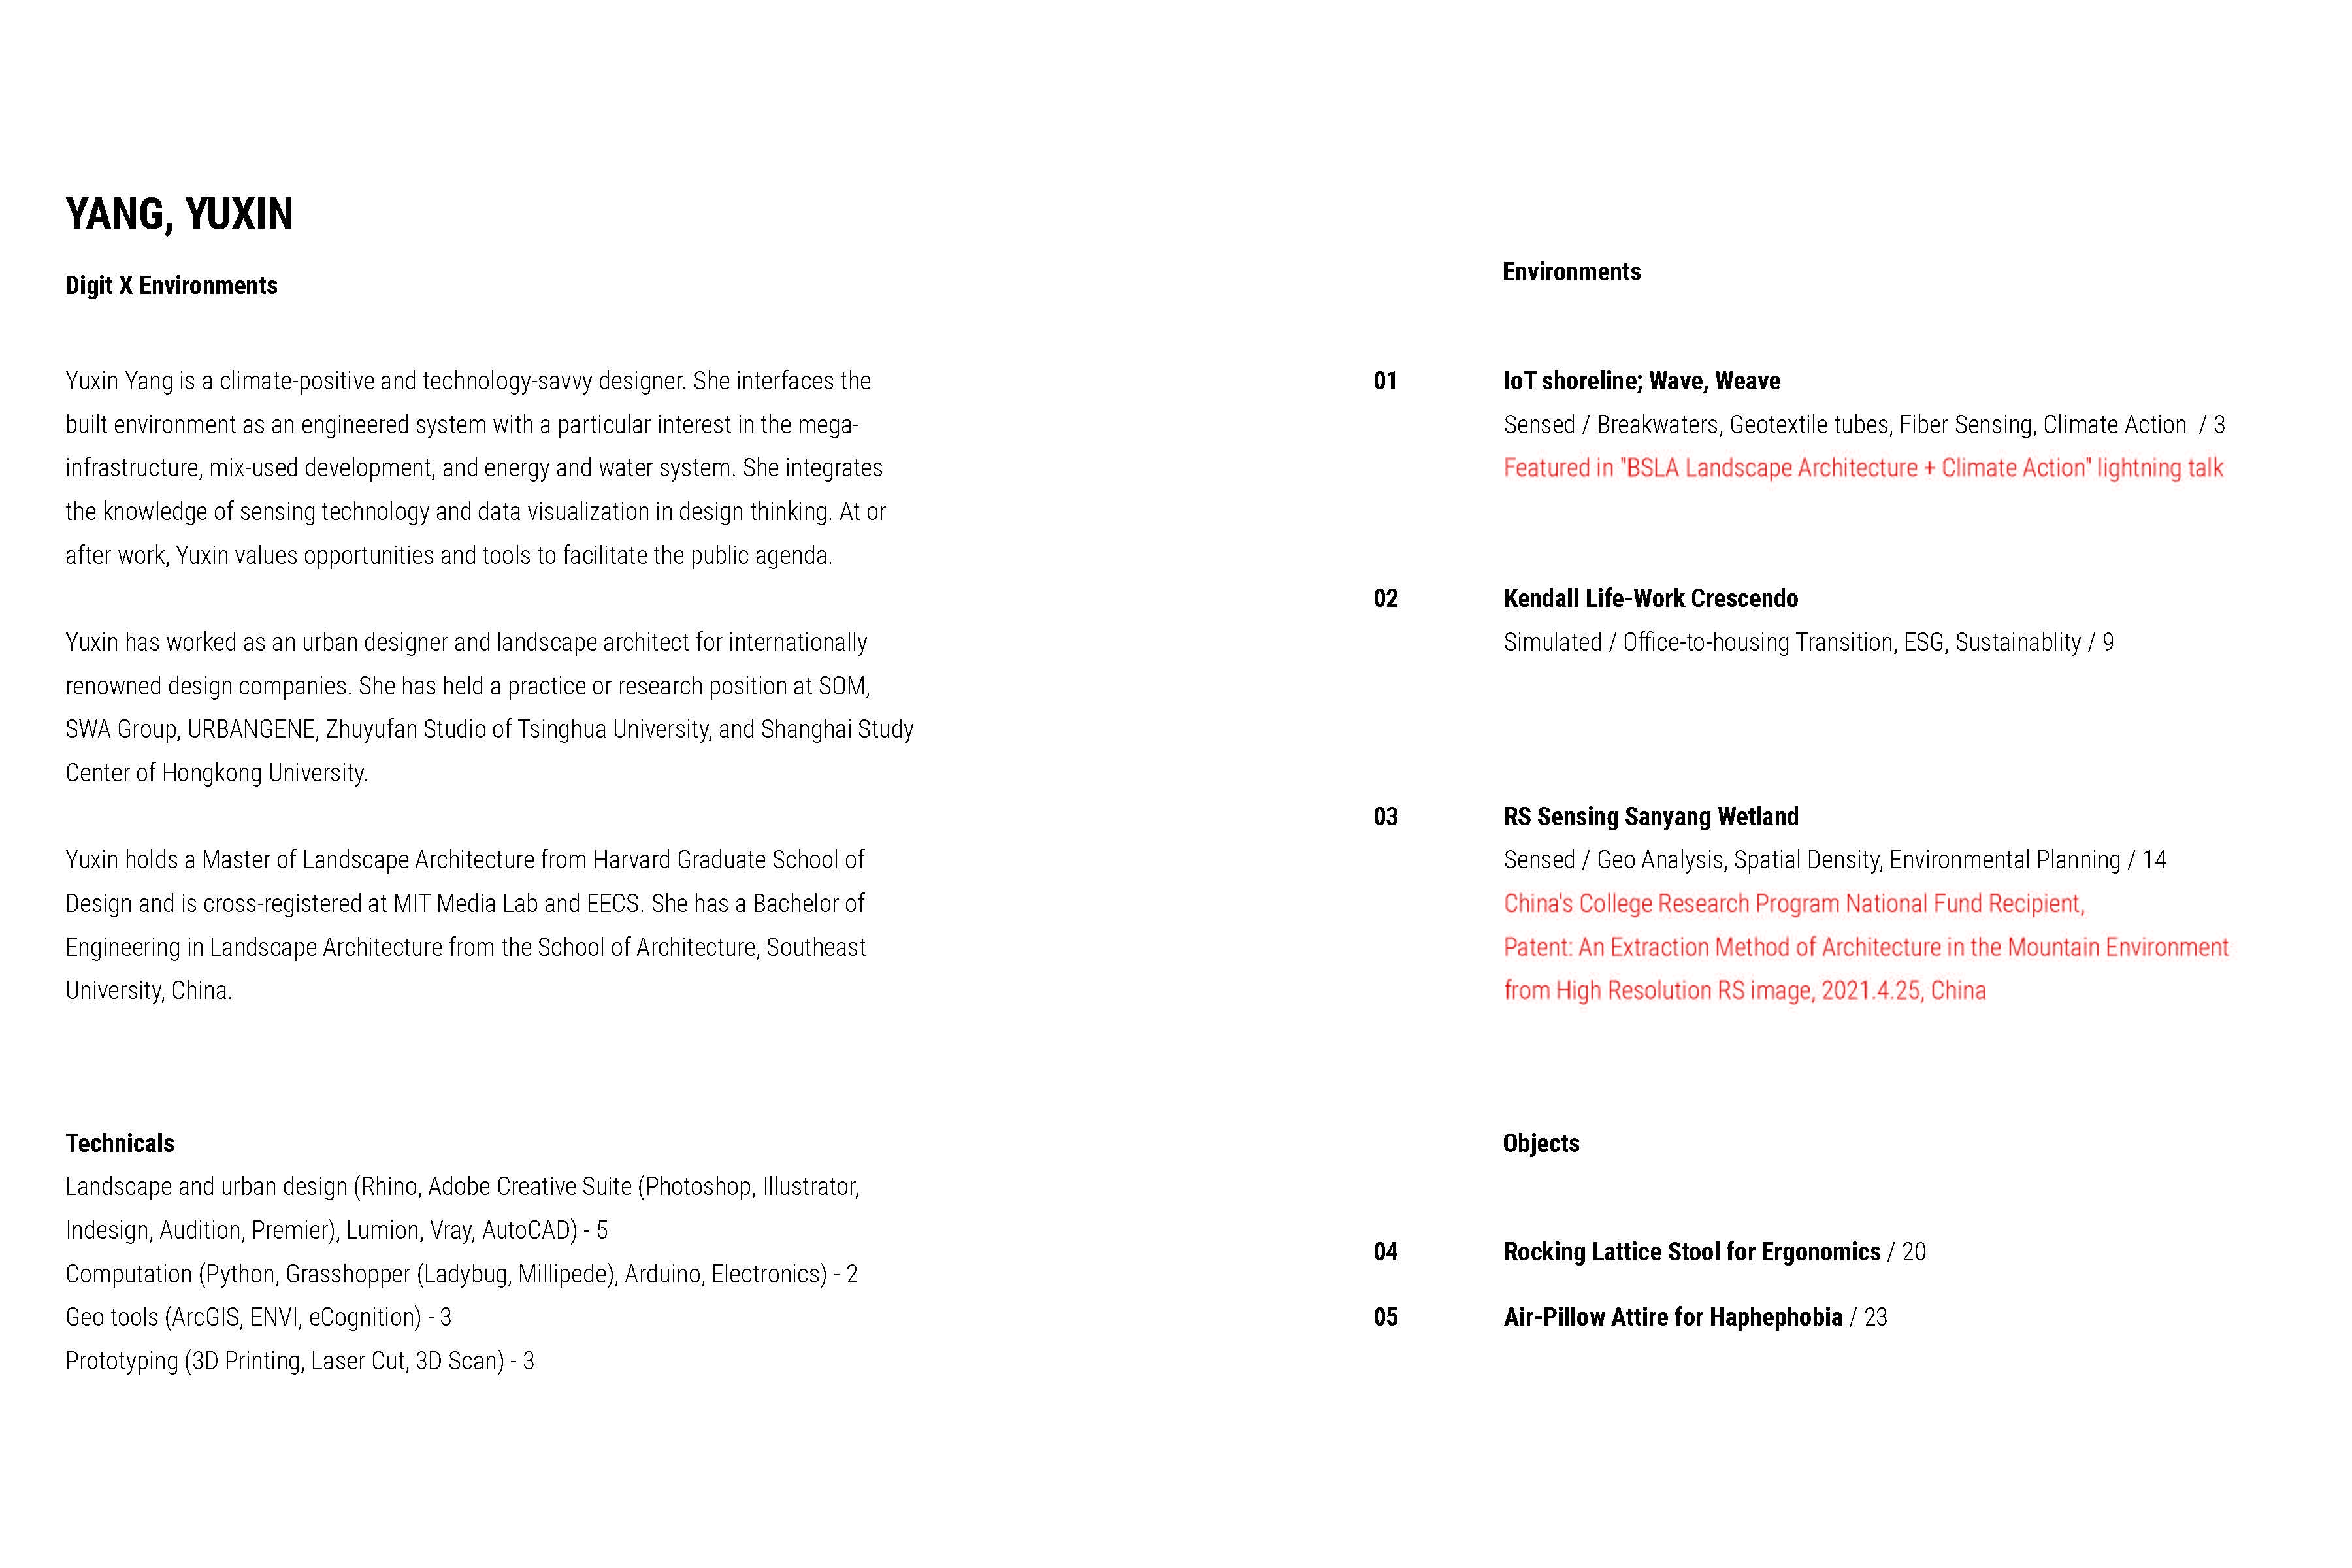 YANG, YUXIN
Digit X Environments
Yuxin Yang is a climate-positive and technology-savvy designer. She interfaces the
built environment as an engineered system with a particular interest in the mega-
infrastructure, mix-used development, and energy and water system. She integrates
the knowledge of sensing technology and data visualization in design thinking. At or
after work, Yuxin values opportunities and tools to facilitate the public agenda.
Yuxin has worked as an urban designer and landscape architect for internationally
renowned design companies. She has held a practice or research position at SOM,
SWA Group, URBANGENE, Zhuyufan Studio of Tsinghua University, and Shanghai Study
Center of Hongkong University.
Yuxin holds a Master of Landscape Architecture from Harvard Graduate School of
Design and is cross-registered at MIT Media Lab and EECS. She has a Bachelor of
Engineering in Landscape Architecture from the School of Architecture, Southeast
University, China.
Technicals
Landscape and urban design (Rhino, Adobe Creative Suite (Photoshop, Illustrator,
Indesign, Audition, Premier), Lumion, Vray, AutoCAD) - 5
Computation (Python, Grasshopper (Ladybug, Millipede), Arduino, Electronics) - 2
Geo tools (ArcGIS, ENVI, eCognition) - 3
Prototyping (3D Printing, Laser Cut, 3D Scan) - 3
Environments
01 IoT shoreline; Wave, Weave
Sensed / Breakwaters, Geotextile tubes, Fiber Sensing, Climate Action / 3
Featured in "BSLA Landscape Architecture + Climate Action" lightning talk
02 Kendall Life-Work Crescendo
Simulated / Office-to-housing Transition, ESG, Sustainablity / 9
03 RS Sensing Sanyang Wetland
Sensed / Geo Analysis, Spatial Density, Environmental Planning / 14
China's College Research Program National Fund Recipient,
Patent: An Extraction Method of Architecture in the Mountain Environment
from High Resolution RS image, 2021.4.25, China
Objects
04 Rocking Lattice Stool for Ergonomics / 20
05 Air-Pillow Attire for Haphephobia / 23